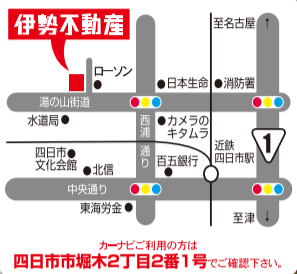 伊勢不動産
至名古屋
ローソン
日本生命
消防署
湯の山街道
水道局
西浦通り
カメラの
キタムラ
1
四日市
文化会館
北信
百五銀行
近鉄
四日市駅
中央通り
東海労金
至津
カーナビご利用の方は
四日市市堀木2丁目2番1号でご確認下さい。